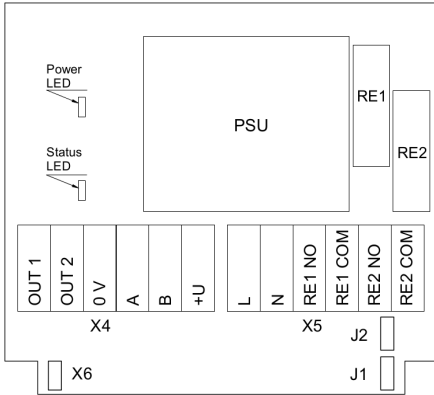 Power
LED
Status
LED
PSU
RE1
RE2
OUT 1
OUT 2
0 V
A
B
+U
L
N
RE1 NO
RE1 COM
RE2 NO
RE2 COM
X4
X5
J2
X6
J1